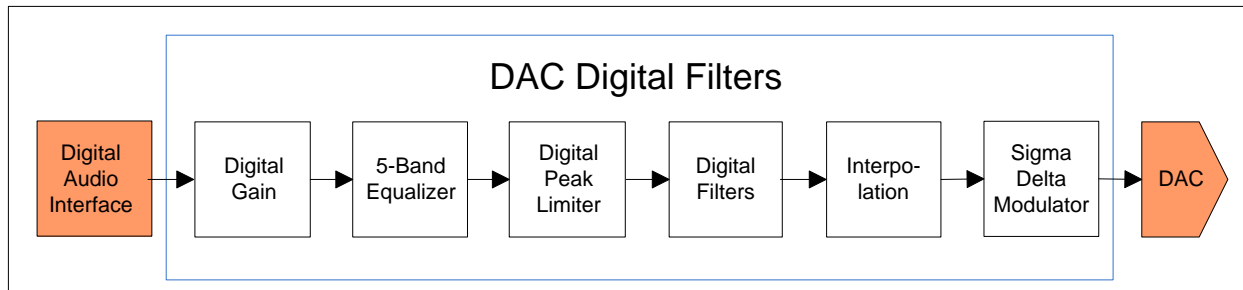 DAC Digital Filters
Digital
Audio
Interface
Digital
Gain
5-Band
Equalizer
Digital
Peak
Limiter
Digital
Filters
Interpo-
lation
Sigma
Delta
Modulator
DAC